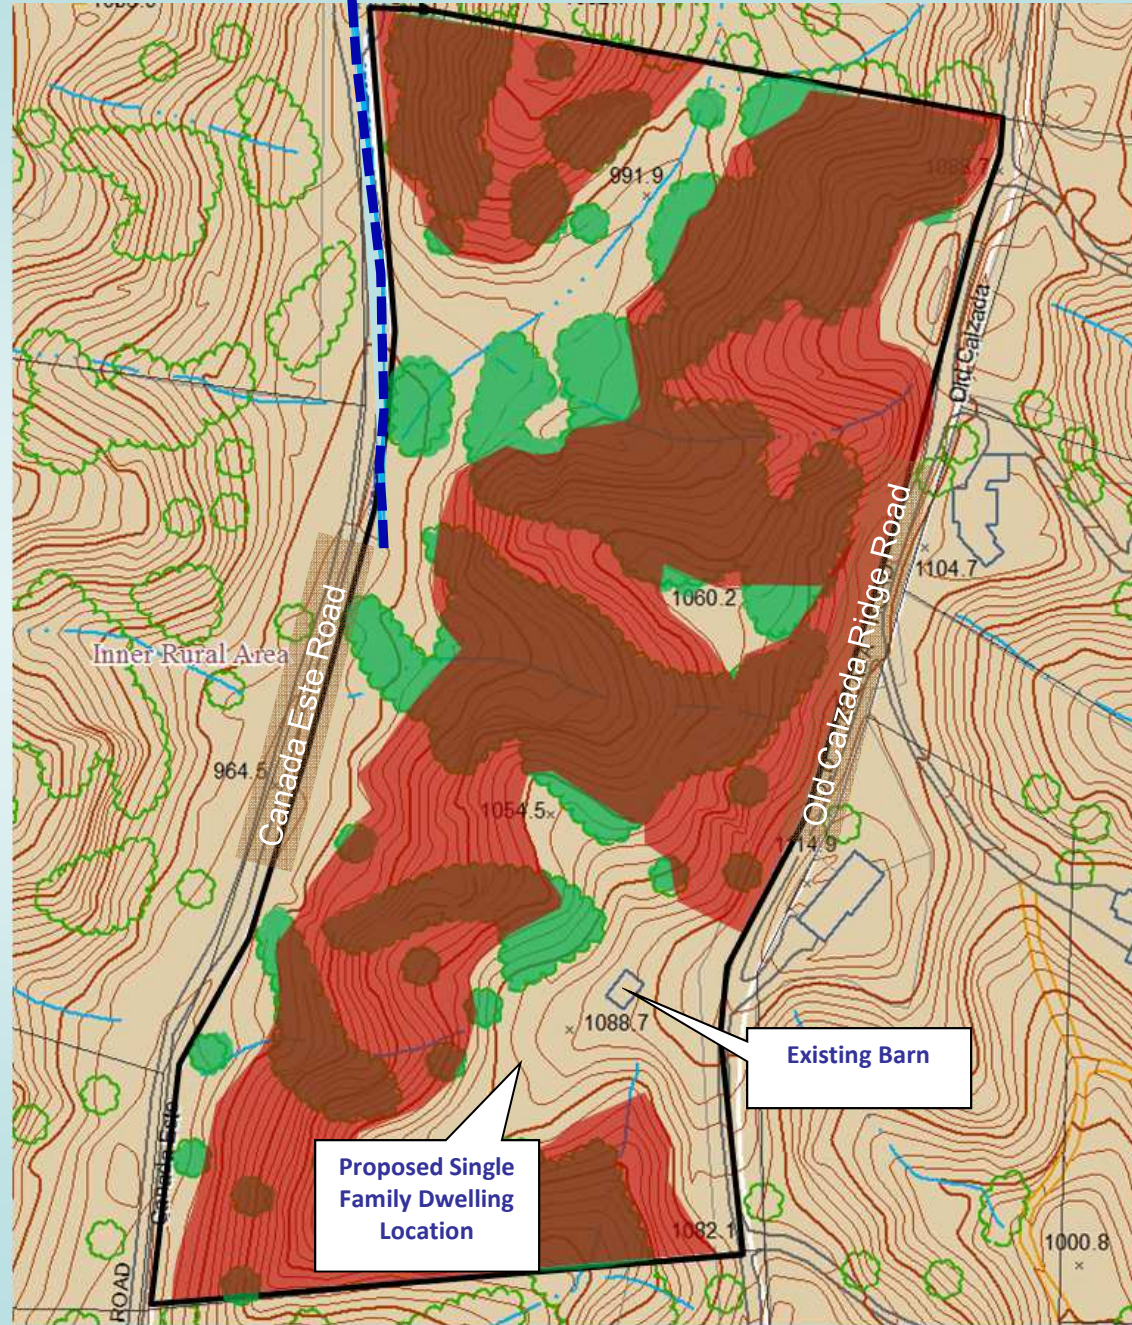 991.9
1088.7
Old Calzada
1104.7
1060.2
Old Calzada Ridge Road
Inner Rural Area
Canada Este Road
964.5
1054.5
1114.9
1088.7
Existing Barn
Canada Este
Proposed Single
Family Dwelling
Location
1082.1
1000.8
ROAD